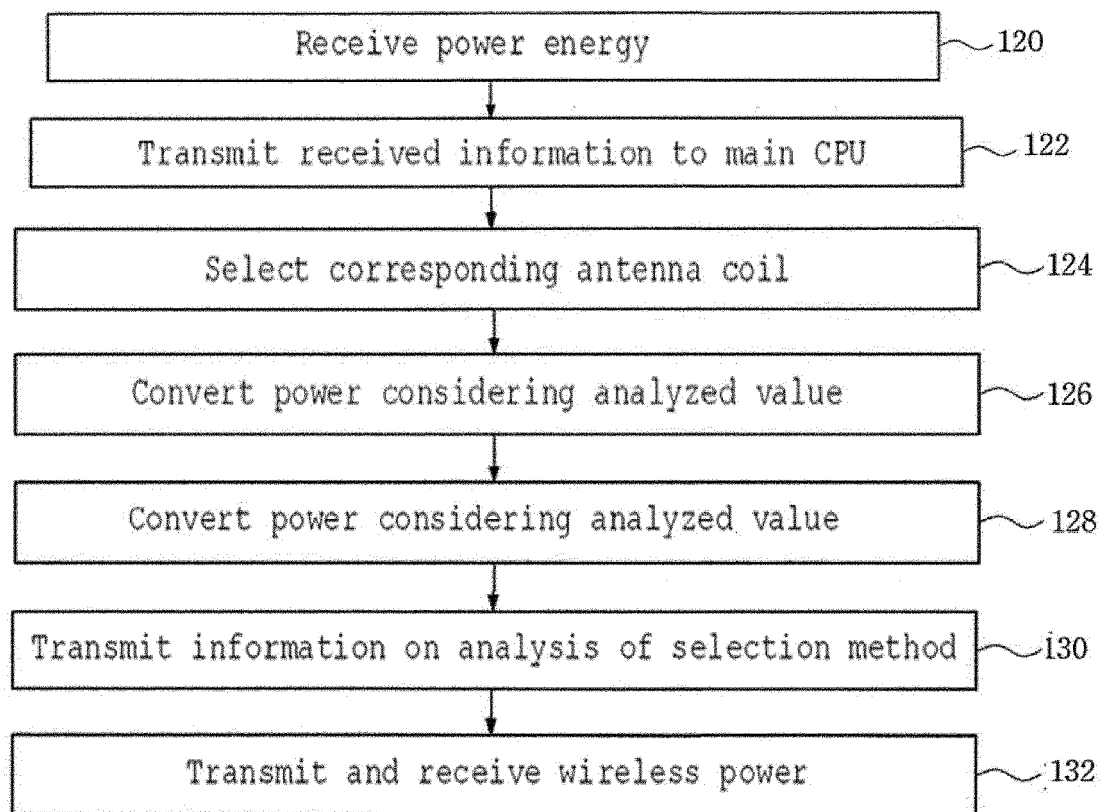 Receive power energy 120
Transmit received information to main CPU 122
Select corresponding antenna coil 124
Convert power considering analyzed value 126
Convert power considering analyzed value 128
Transmit information on analysis of selection method 130
Transmit and receive wireless power 132